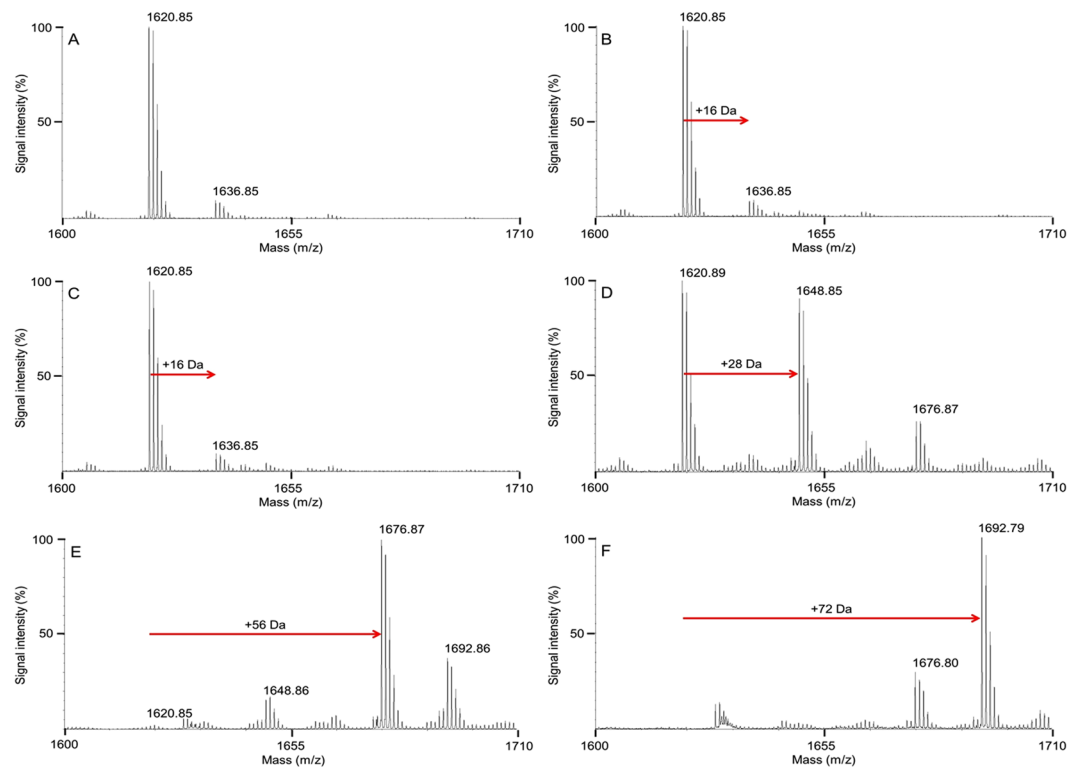 A
1620.85
1636.85
100
50
Signal intensity (%)
1600
1655
1710
Mass (m/z)
B
1620.85
+16 Da
1636.85
100
50
Signal intensity (%)
1600
1655
1710
Mass (m/z)
C
1620.85
+16 Da
1636.85
100
50
Signal intensity (%)
1600
1655
1710
Mass (m/z)
D
1620.89
1648.85
+28 Da
1676.87
100
50
Signal intensity (%)
1600
1655
1710
Mass (m/z)
E
1676.87
+56 Da
1692.86
1648.86
1620.85
100
50
Signal intensity (%)
1600
1655
1710
Mass (m/z)
F
1692.79
+72 Da
1676.80
100
50
Signal intensity (%)
1600
1655
1710
Mass (m/z)